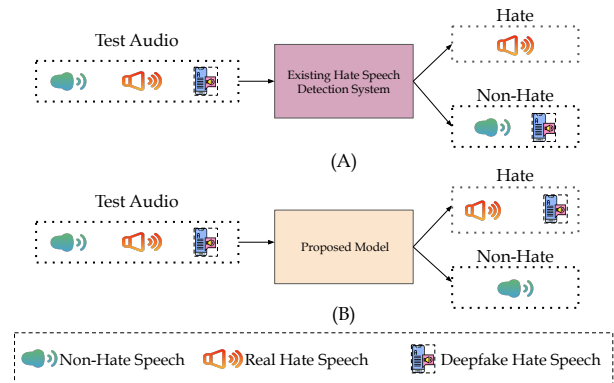 Test Audio
Existing Hate Speech
Detection System
Hate
Non-Hate
(A)
Test Audio
Proposed Model
Hate
Non-Hate
(B)
Non-Hate Speech
Real Hate Speech
Deepfake Hate Speech